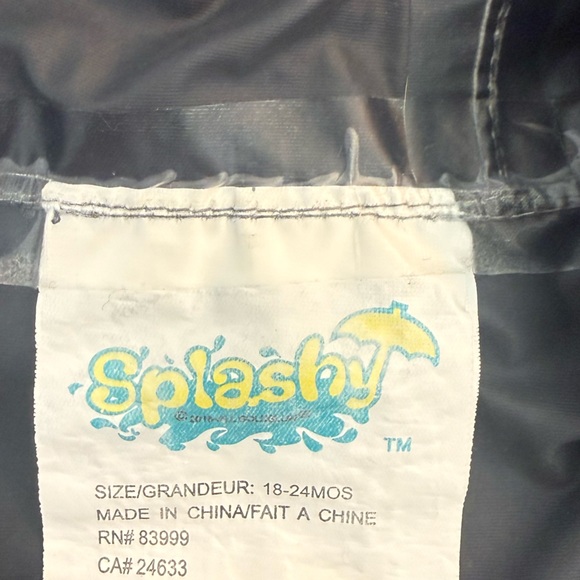 Splashy
TM
SIZE/GRANDEUR: 18-24MOS
MADE IN CHINA/FAIT A CHINE
RN# 83999
CA# 24633